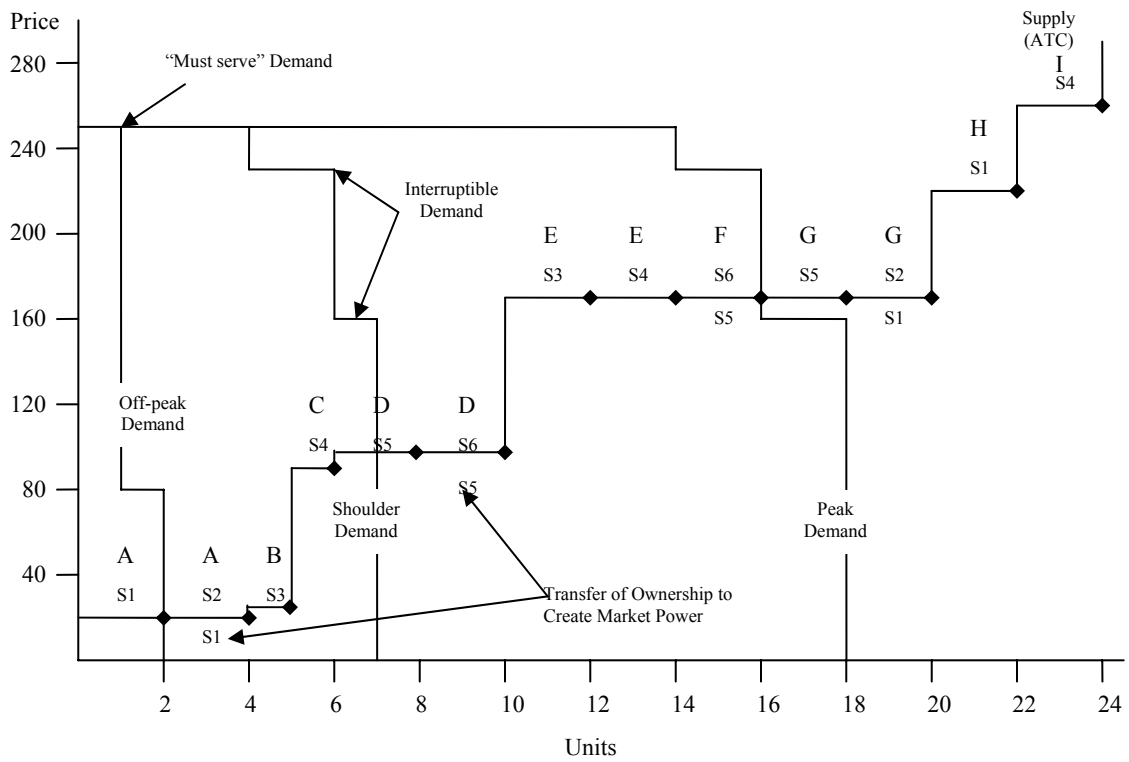 Price
Supply
(ATC)
I
S4
280
“Must serve” Demand
240
H
S1
Interruptible
Demand
200
E
E
F
G
G
S3
S4
S6
S5
S2
S5
S1
160
120
Off-peak
Demand
C
D
D
S4
S5
S6
S5
80
Shoulder
Demand
Peak
Demand
A
A
B
40
S1
S2
S3
S1
Transfer of Ownership to
Create Market Power
2
4
6
8
10
12
14
16
18
20
22
24
Units